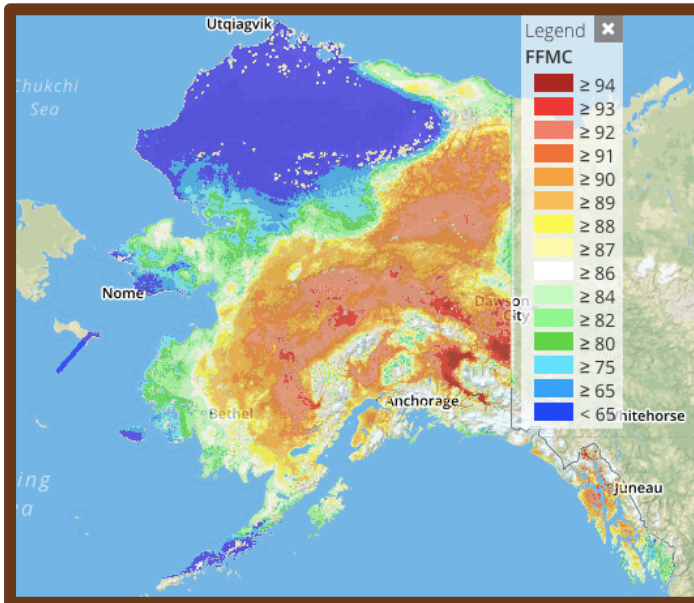 Utqiagvik
Chukchi
Sea
Nome
Bethel
Anchorage
Dawson
City
Whitehorse
Juneau
ing
ea
Legend ✖
FFMC
≥ 94
≥ 93
≥ 92
≥ 91
≥ 90
≥ 89
≥ 88
≥ 87
≥ 86
≥ 84
≥ 82
≥ 80
≥ 75
≥ 65
< 65